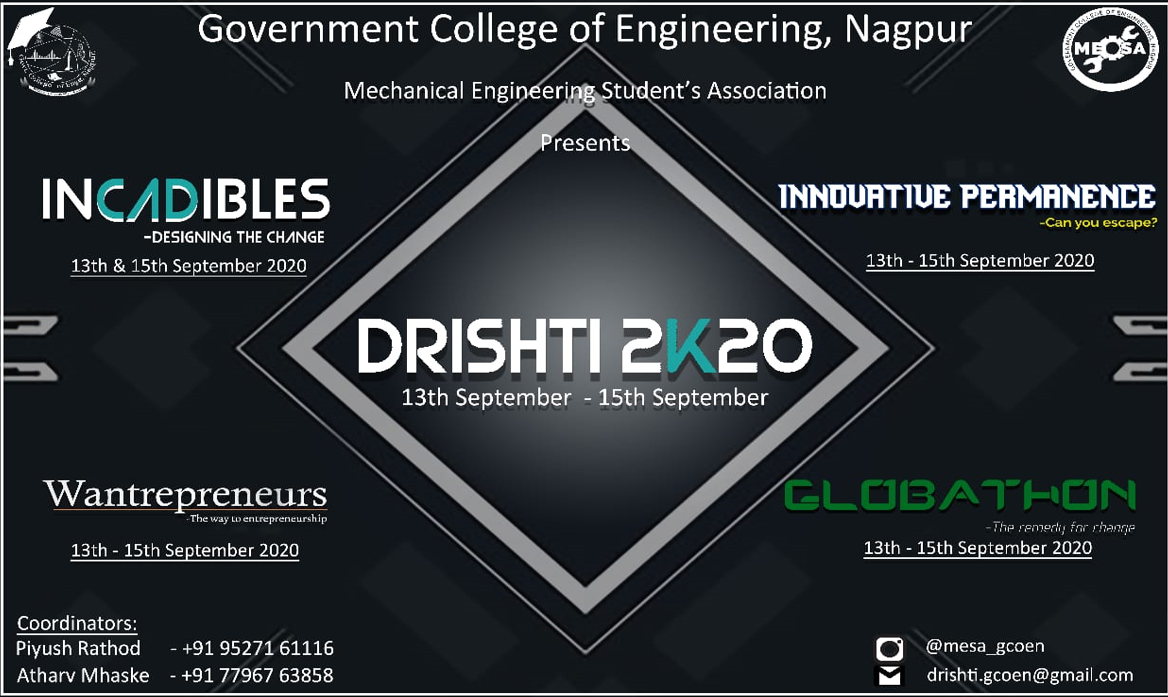 Government College of Engineering, Nagpur
MESA
Mechanical Engineering Student's Association
Presents
INCADIBLES
-DESIGNING THE CHANGE
13th & 15th September 2020
INNOVATIVE PERMANENCE
-Can you escape?
13th - 15th September 2020
DRISHTI 2K20
13th September - 15th September
Wantrepreneurs
-The way to entrepreneurship
13th - 15th September 2020
GLOBATHON
-The remedy for change
13th - 15th September 2020
Coordinators:
Piyush Rathod - +91 95271 61116
Atharv Mhaske - +91 77967 63858
@mesa_gcoen
drishti.gcoen@gmail.com